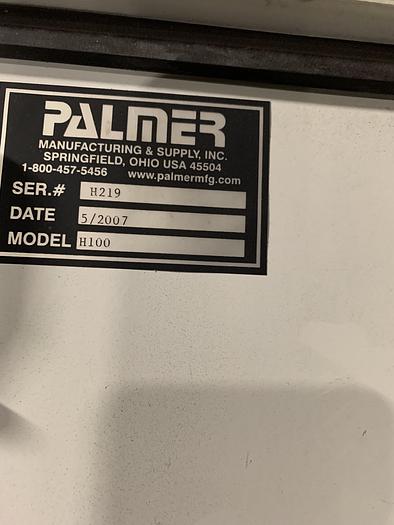 PALMER
MANUFACTURING & SUPPLY, INC.
SPRINGFIELD, OHIO USA 45504
1-800-457-5456 www.palmermfg.com
SER.# H219
DATE 5/2007
MODEL H100